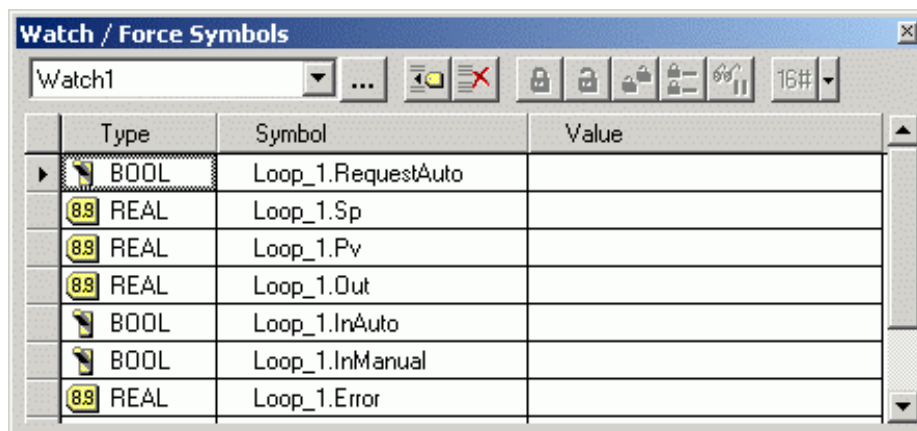 Watch / Force Symbols
Watch1 ... 16#
Type Symbol Value
BOOL Loop_1.RequestAuto
8.9 REAL Loop_1.Sp
8.9 REAL Loop_1.Pv
8.9 REAL Loop_1.Out
BOOL Loop_1.InAuto
BOOL Loop_1.InManual
8.9 REAL Loop_1.Error